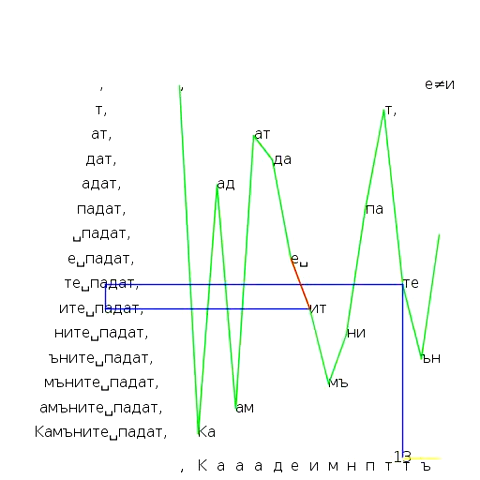 е≠и
,
,
т,
т,
ат,
ат
дат,
да
адат,
ад
падат,
па
␣падат,
е␣падат,
е␣
те␣падат,
те
ите␣падат,
ит
ните␣падат,
ни
ъните␣падат,
ън
мъните␣падат,
мъ
амъните␣падат,
ам
Камъните␣падат,
Ка
13
, К а а а д е и м н п т т ъ